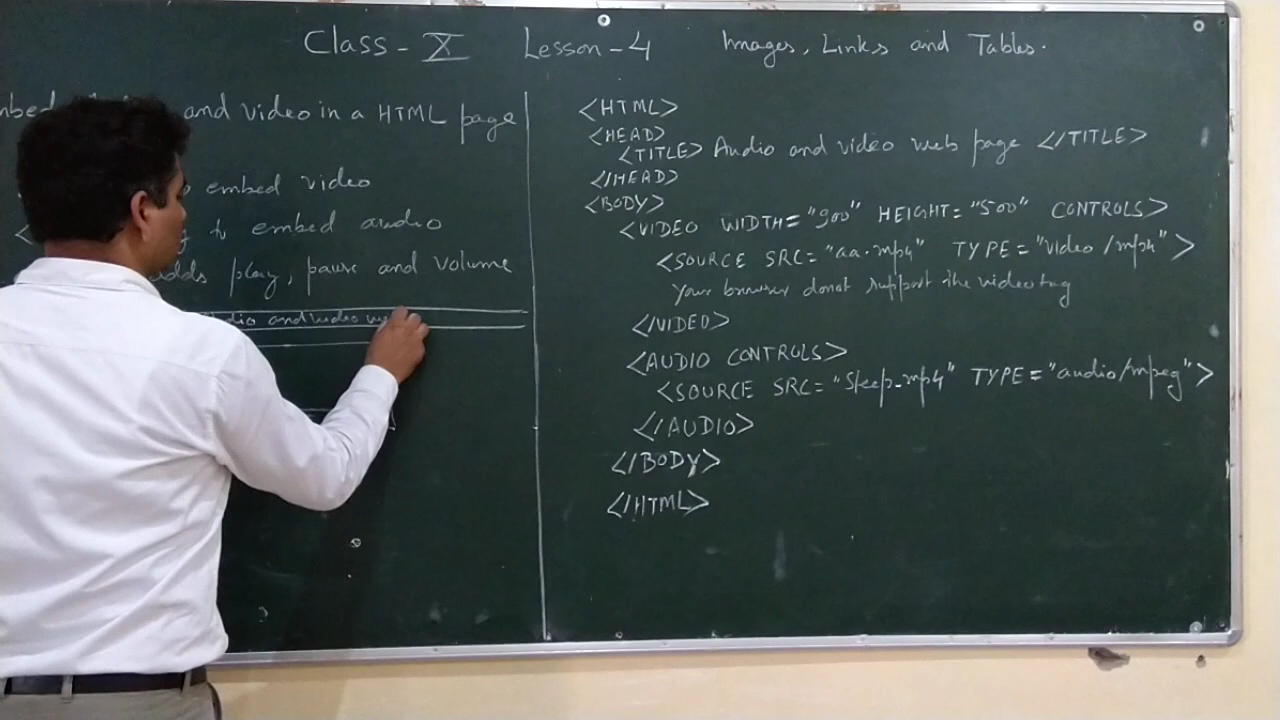 Class - X Lesson - 4 Images, Links and Tables.
and video in a HTML page
embed video
to embed audio
adds play, pause and volume
audio and video we
<HTML>
<HEAD>
<TITLE> Audio and video web page </TITLE>
</HEAD>
<BODY>
<VIDEO WIDTH="900" HEIGHT="500" CONTROLS>
<SOURCE SRC="aa.mp4" TYPE="video/mp4">
Your browser donot support the video tag
</VIDEO>
<AUDIO CONTROLS>
<SOURCE SRC="Sleep.mp4" TYPE="audio/mpeg">
</AUDIO>
</BODY>
</HTML>